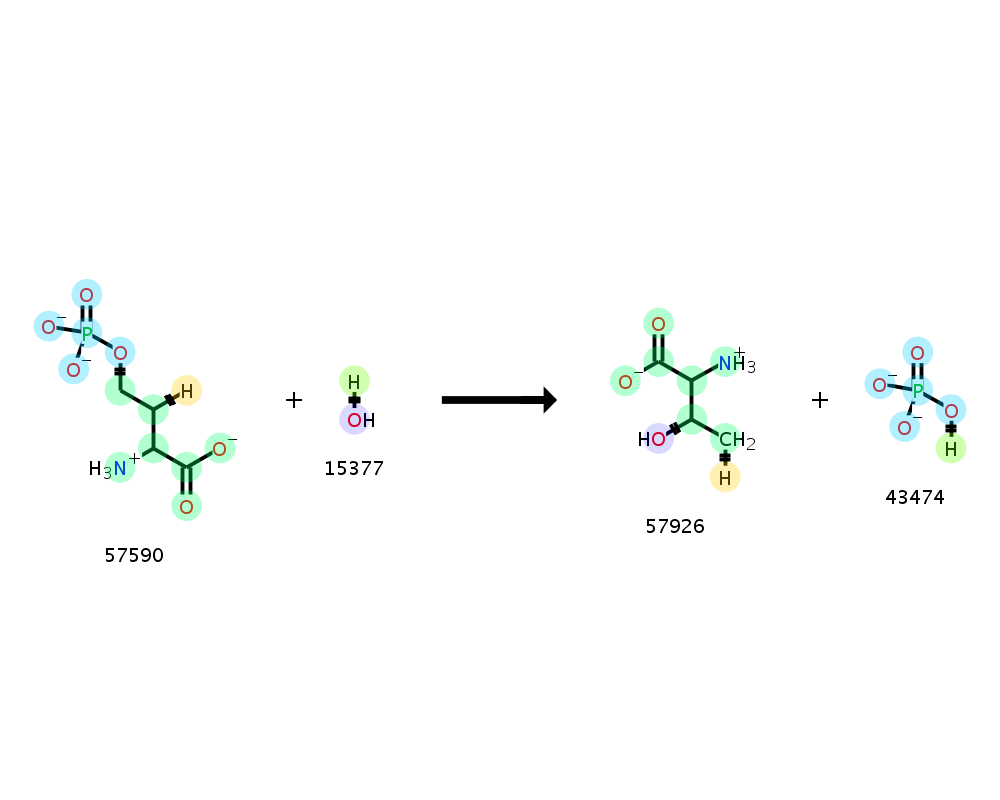 O
O⁻ P
O⁻ O
H
H₃N⁺ O⁻
O
57590
+
H
OH
15377
O
O⁻ NH₃⁺
HO CH₂
H
57926
+
O
O⁻ P
O⁻ O
H
43474